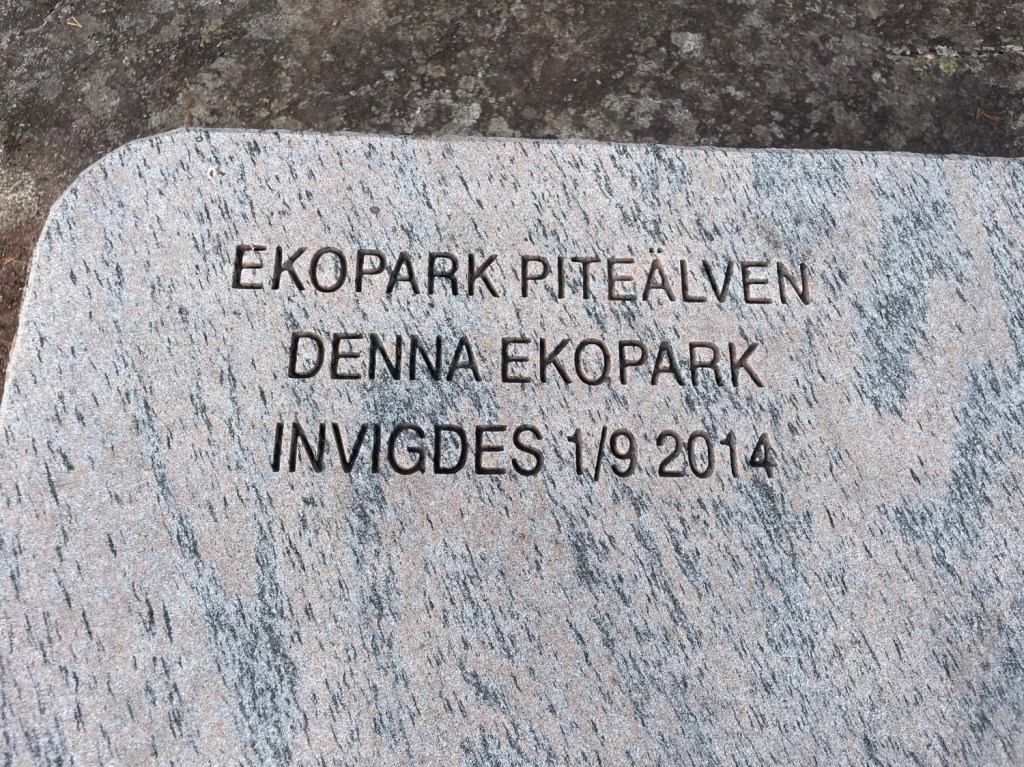 EKOPARK PITEÄLVEN
DENNA EKOPARK
INVIGDES 1/9 2014